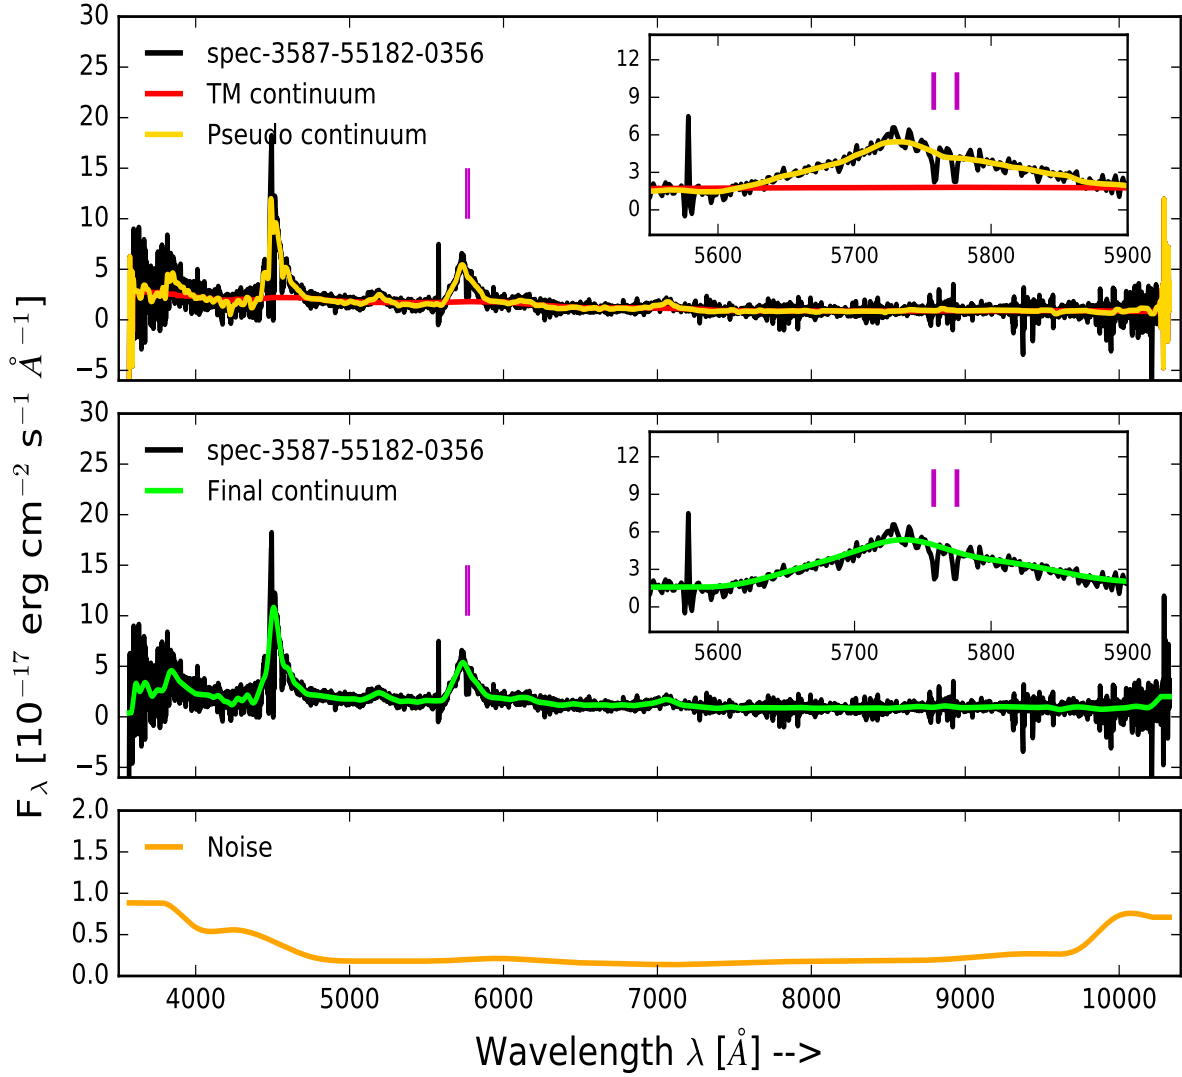 30
25
20
15
10
5
0
−5
spec-3587-55182-0356
TM continuum
Pseudo continuum
12
9
6
3
0
5600 5700 5800 5900
F_λ [10^{−17} erg cm^{−2} s^{−1} Å^{−1}]
30
25
20
15
10
5
0
−5
spec-3587-55182-0356
Final continuum
12
9
6
3
0
5600 5700 5800 5900
2.0
1.5
1.0
0.5
0.0
Noise
4000 5000 6000 7000 8000 9000 10000
Wavelength λ [Å] -->